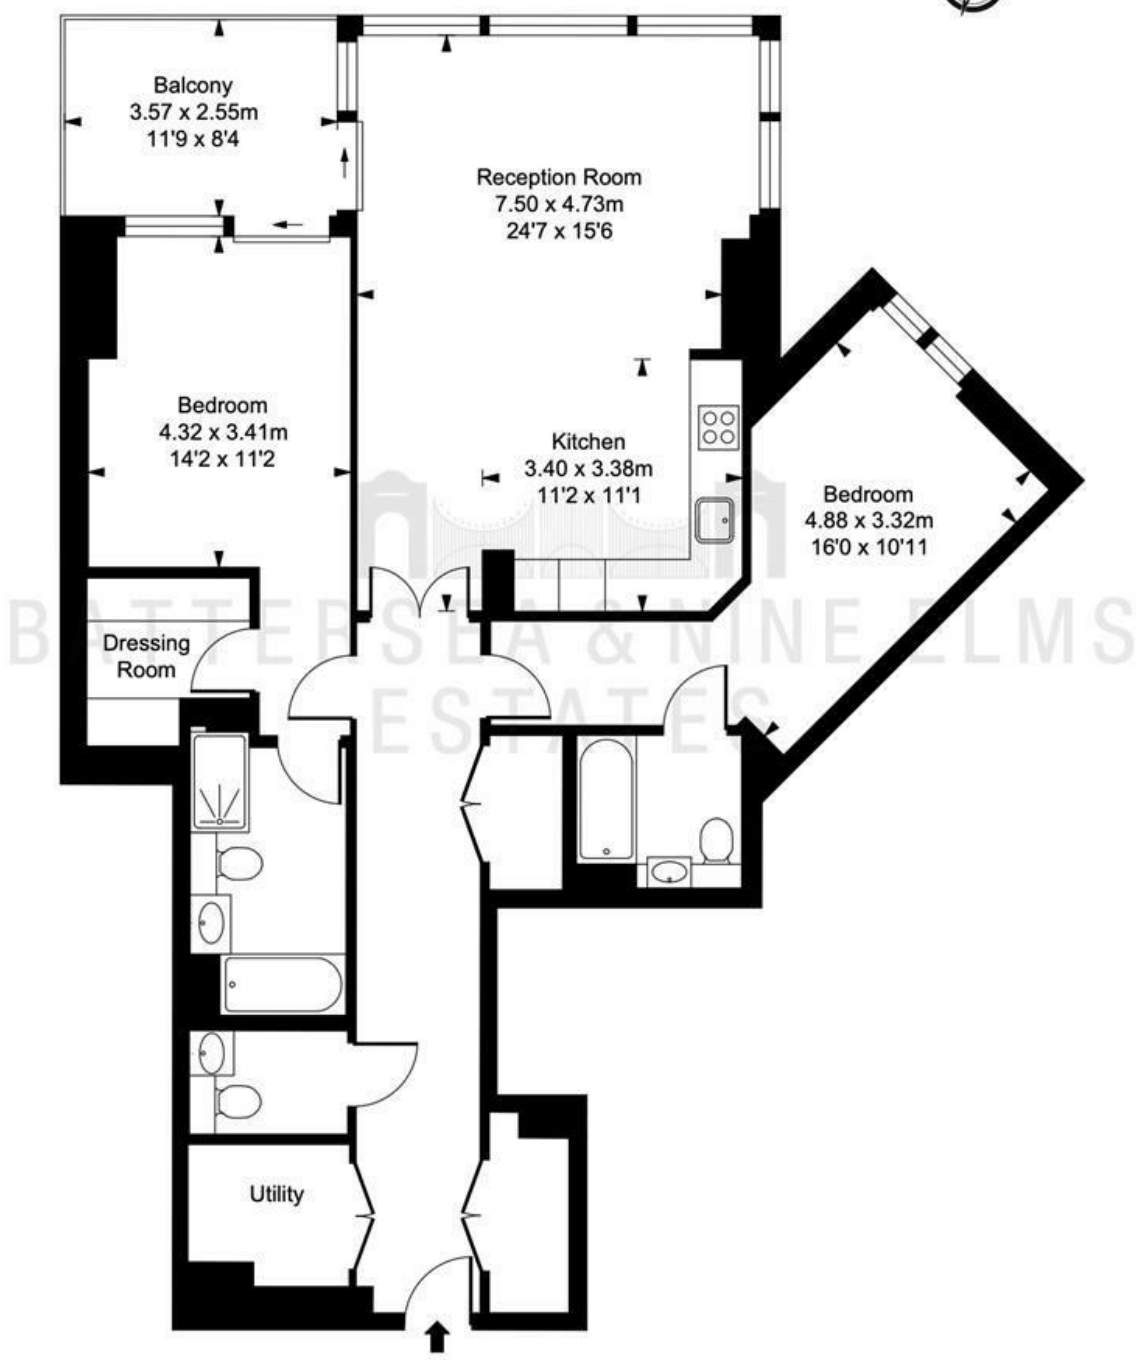 Balcony
3.57 x 2.55m
11'9 x 8'4
Reception Room
7.50 x 4.73m
24'7 x 15'6
Bedroom
4.32 x 3.41m
14'2 x 11'2
Kitchen
3.40 x 3.38m
11'2 x 11'1
Bedroom
4.88 x 3.32m
16'0 x 10'11
BATTERSEA & NINE ELMS
ESTATES
Dressing
Room
Utility